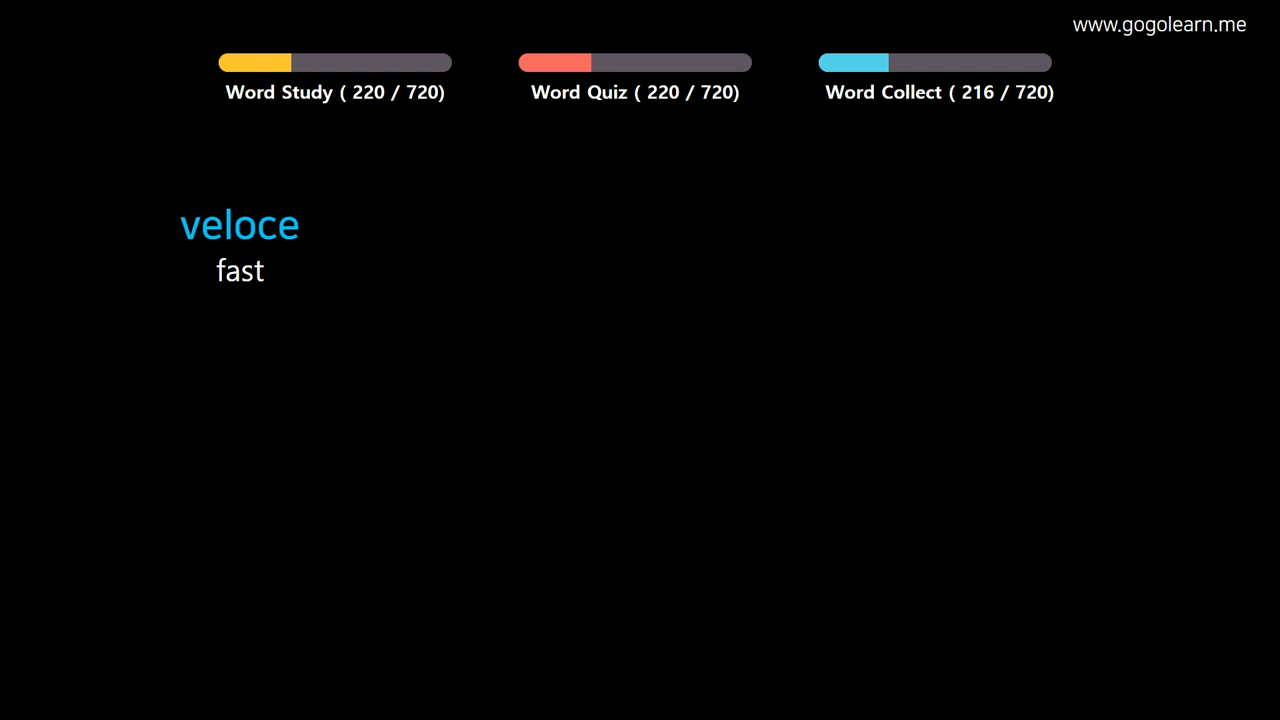 www.gogolearn.me
Word Study ( 220 / 720)
Word Quiz ( 220 / 720)
Word Collect ( 216 / 720)
veloce
fast